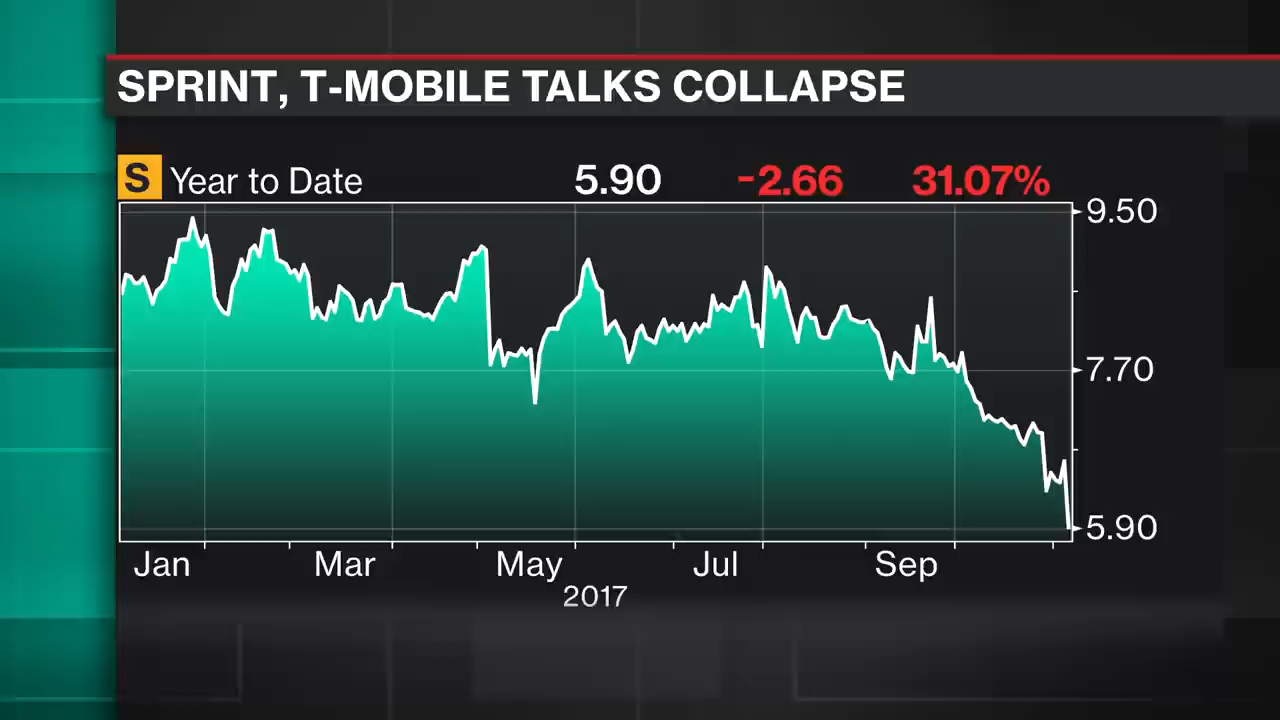 SPRINT, T-MOBILE TALKS COLLAPSE
S Year to Date 5.90 -2.66 31.07%
9.50
7.70
5.90
Jan Mar May Jul Sep
2017